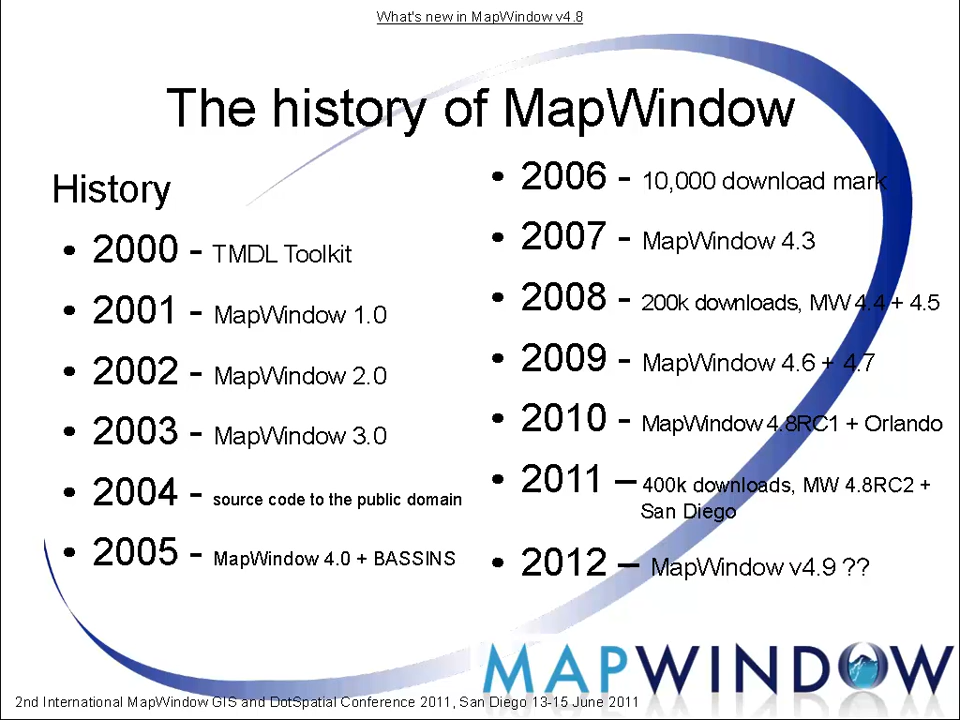 What's new in MapWindow v4.8
The history of MapWindow
History
• 2000 - TMDL Toolkit
• 2001 - MapWindow 1.0
• 2002 - MapWindow 2.0
• 2003 - MapWindow 3.0
• 2004 - source code to the public domain
• 2005 - MapWindow 4.0 + BASSINS
• 2006 - 10,000 download mark
• 2007 - MapWindow 4.3
• 2008 - 200k downloads, MW 4.4 + 4.5
• 2009 - MapWindow 4.6 + 4.7
• 2010 - MapWindow 4.8RC1 + Orlando
• 2011 – 400k downloads, MW 4.8RC2 +
San Diego
• 2012 – MapWindow v4.9 ??
MAPWINDOW
2nd International MapWindow GIS and DotSpatial Conference 2011, San Diego 13-15 June 2011